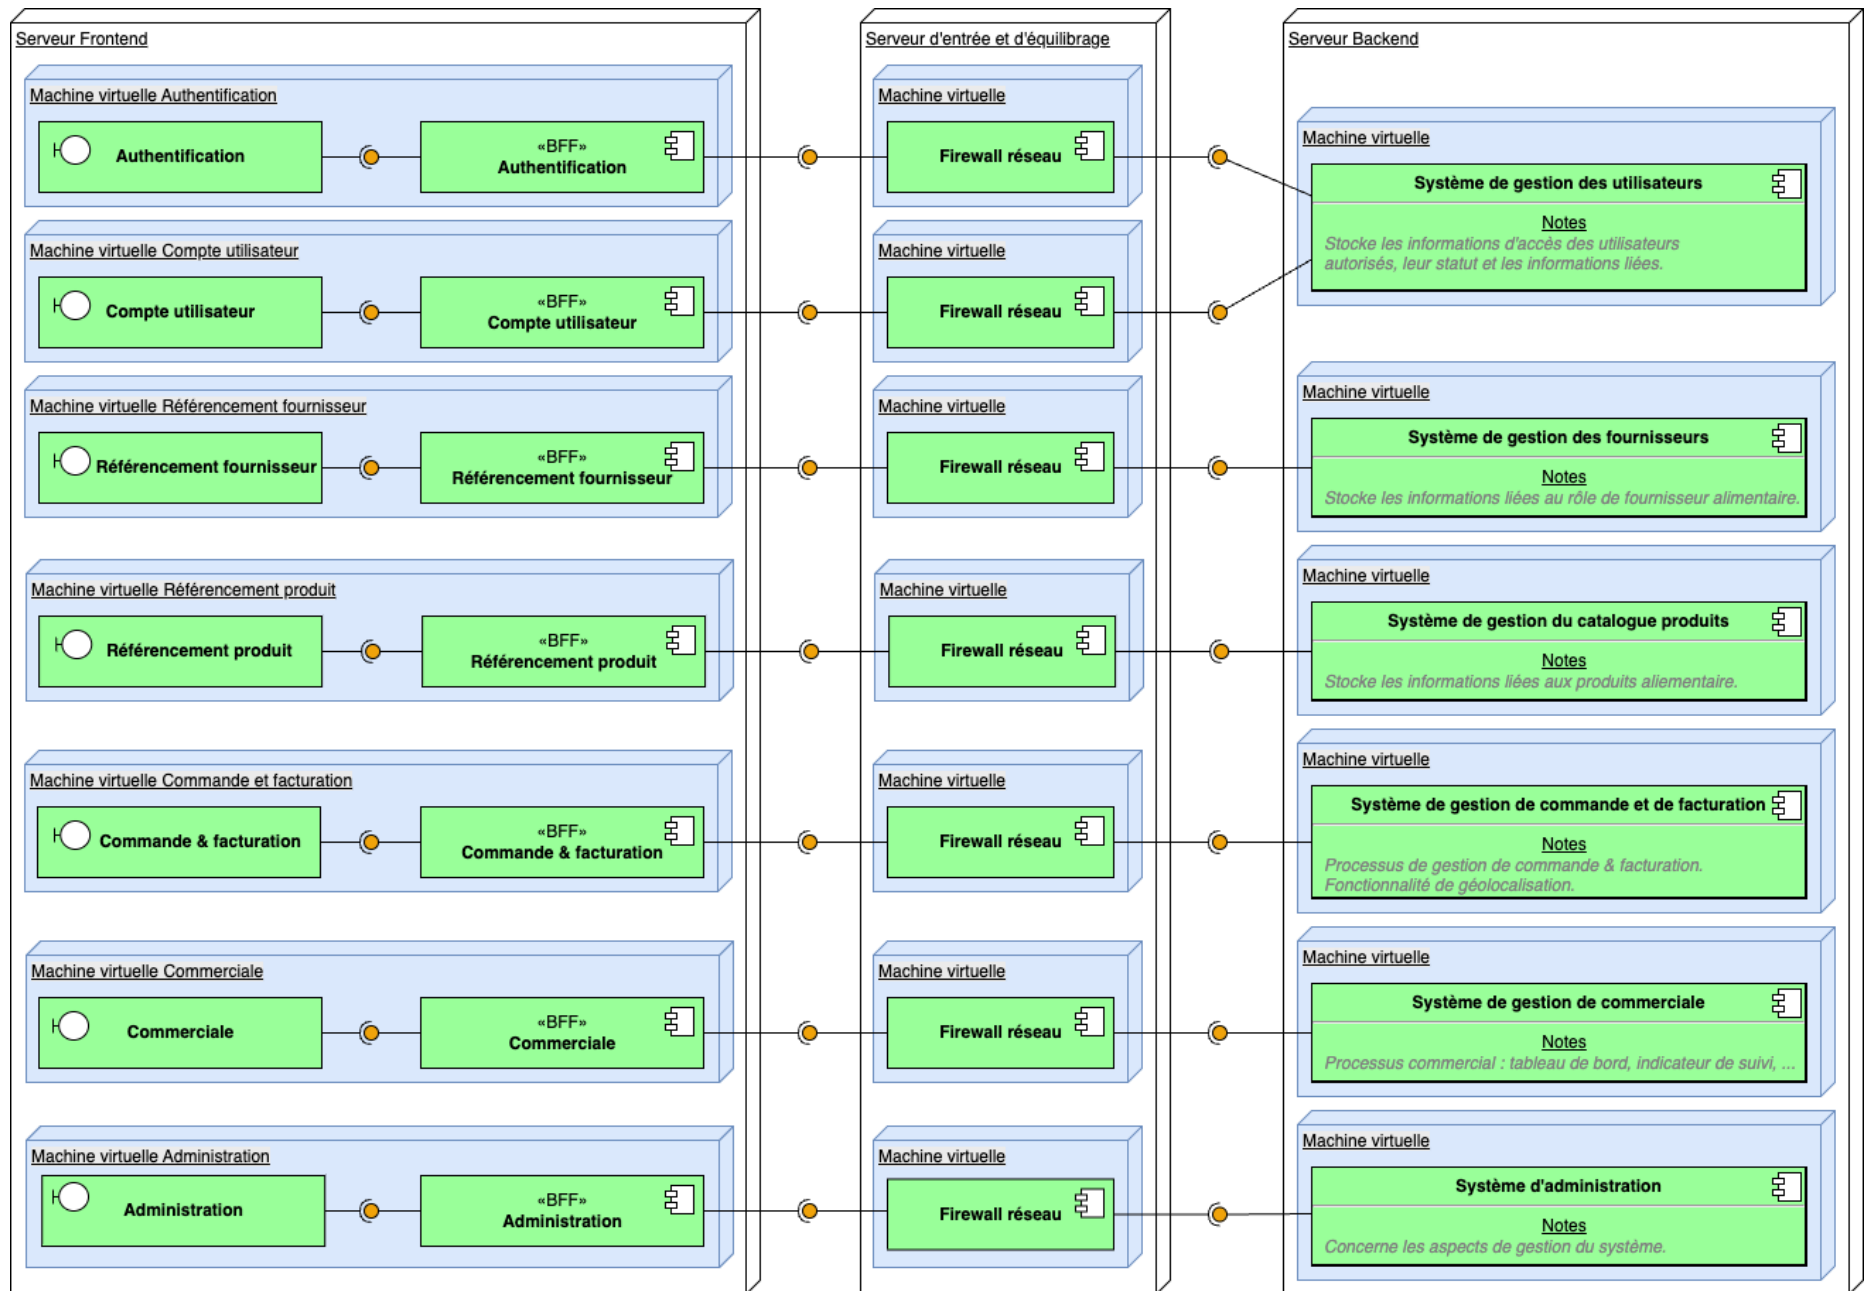 Serveur Frontend
Serveur d'entrée et d'équilibrage
Serveur Backend
Machine virtuelle Authentification
Authentification
«BFF»
Authentification
Machine virtuelle
Firewall réseau
Machine virtuelle
Système de gestion des utilisateurs
Notes
Stocke les informations d'accès des utilisateurs
autorisés, leur statut et les informations liées.
Machine virtuelle Compte utilisateur
Compte utilisateur
«BFF»
Compte utilisateur
Machine virtuelle
Firewall réseau
Machine virtuelle Référencement fournisseur
Référencement fournisseur
«BFF»
Référencement fournisseur
Machine virtuelle
Firewall réseau
Machine virtuelle
Système de gestion des fournisseurs
Notes
Stocke les informations liées au rôle de fournisseur alimentaire.
Machine virtuelle Référencement produit
Référencement produit
«BFF»
Référencement produit
Machine virtuelle
Firewall réseau
Machine virtuelle
Système de gestion du catalogue produits
Notes
Stocke les informations liées aux produits aliementaire.
Machine virtuelle Commande et facturation
Commande & facturation
«BFF»
Commande & facturation
Machine virtuelle
Firewall réseau
Machine virtuelle
Système de gestion de commande et de facturation
Notes
Processus de gestion de commande & facturation.
Fonctionnalité de géolocalisation.
Machine virtuelle Commerciale
Commerciale
«BFF»
Commerciale
Machine virtuelle
Firewall réseau
Machine virtuelle
Système de gestion de commerciale
Notes
Processus commercial : tableau de bord, indicateur de suivi, ...
Machine virtuelle Administration
Administration
«BFF»
Administration
Machine virtuelle
Firewall réseau
Machine virtuelle
Système d'administration
Notes
Concerne les aspects de gestion du système.